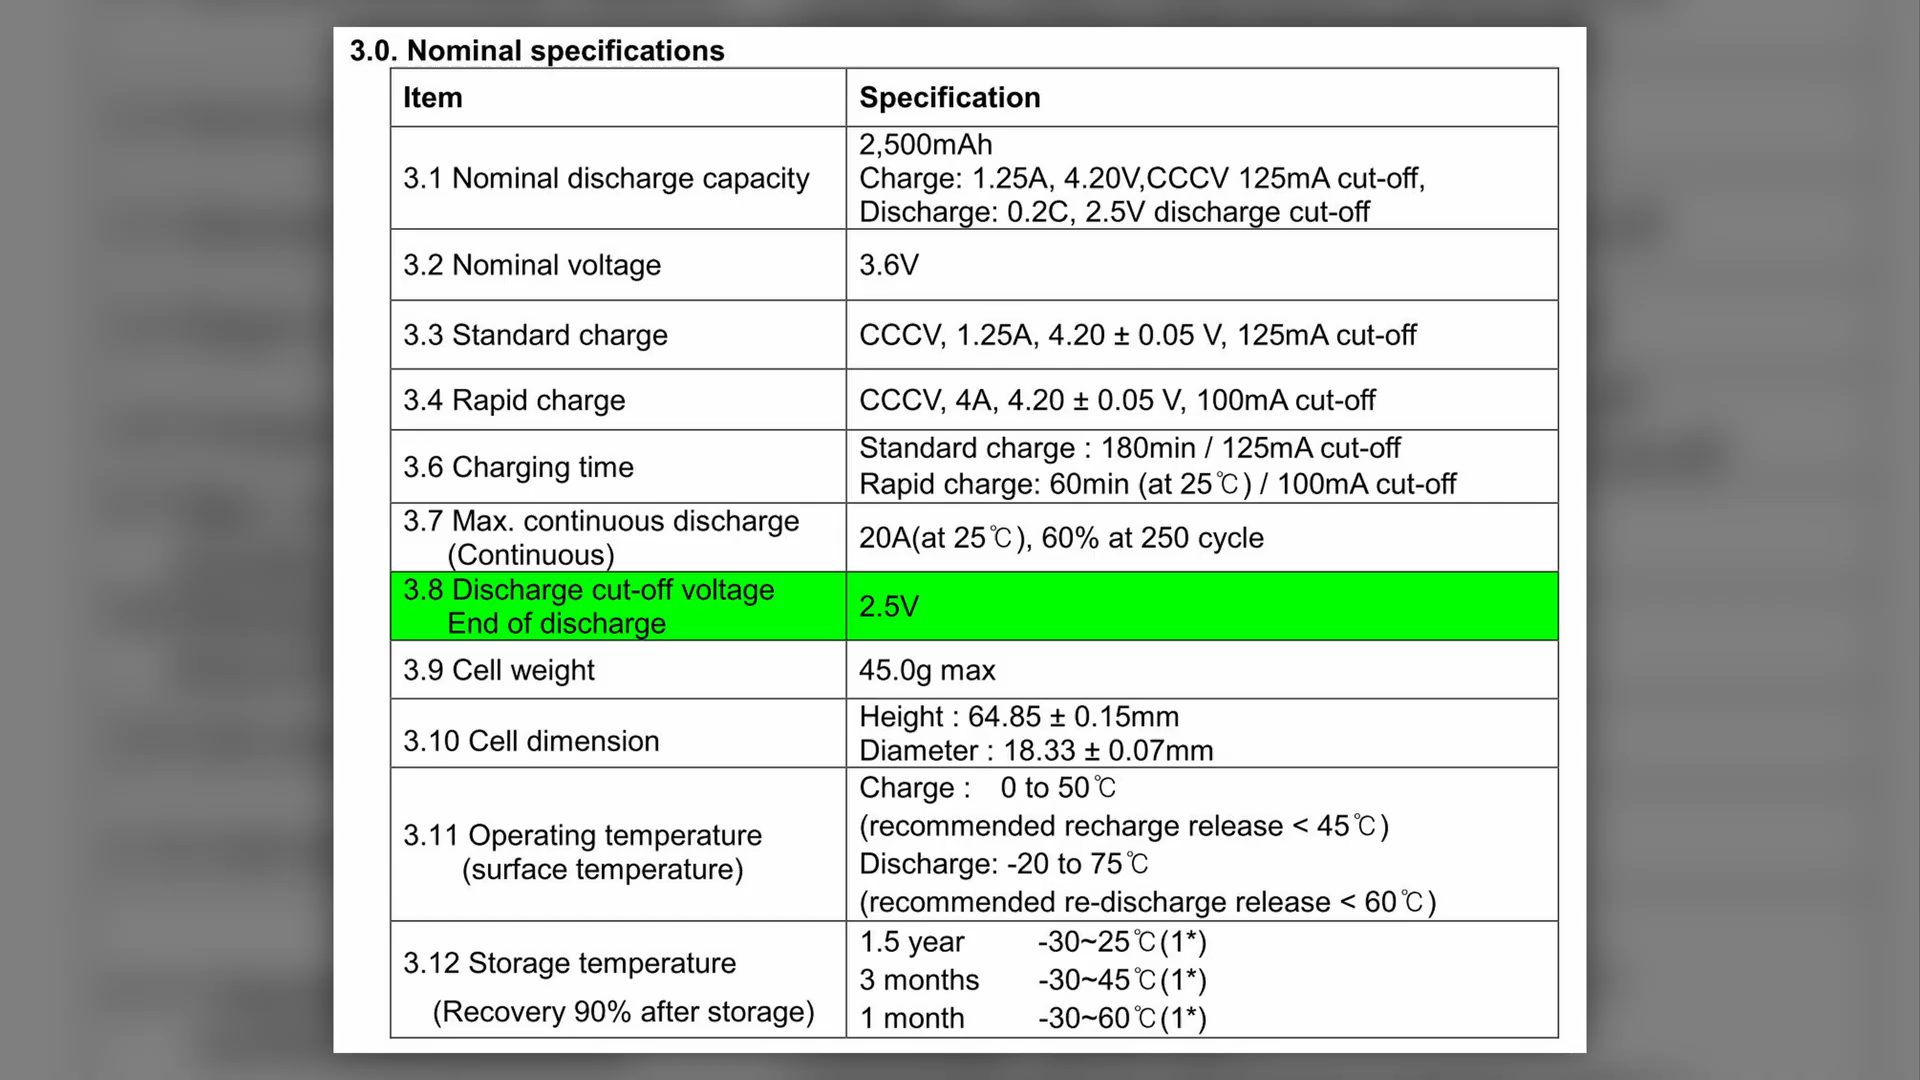 3.0. Nominal specifications
Item
Specification
3.1 Nominal discharge capacity
2,500mAh
Charge: 1.25A, 4.20V,CCCV 125mA cut-off,
Discharge: 0.2C, 2.5V discharge cut-off
3.2 Nominal voltage
3.6V
3.3 Standard charge
CCCV, 1.25A, 4.20 ± 0.05 V, 125mA cut-off
3.4 Rapid charge
CCCV, 4A, 4.20 ± 0.05 V, 100mA cut-off
3.6 Charging time
Standard charge : 180min / 125mA cut-off
Rapid charge: 60min (at 25℃) / 100mA cut-off
3.7 Max. continuous discharge
(Continuous)
20A(at 25℃), 60% at 250 cycle
3.8 Discharge cut-off voltage
End of discharge
2.5V
3.9 Cell weight
45.0g max
3.10 Cell dimension
Height : 64.85 ± 0.15mm
Diameter : 18.33 ± 0.07mm
3.11 Operating temperature
(surface temperature)
Charge : 0 to 50℃
(recommended recharge release < 45℃)
Discharge: -20 to 75℃
(recommended re-discharge release < 60℃)
3.12 Storage temperature
(Recovery 90% after storage)
1.5 year -30~25℃(1*)
3 months -30~45℃(1*)
1 month -30~60℃(1*)